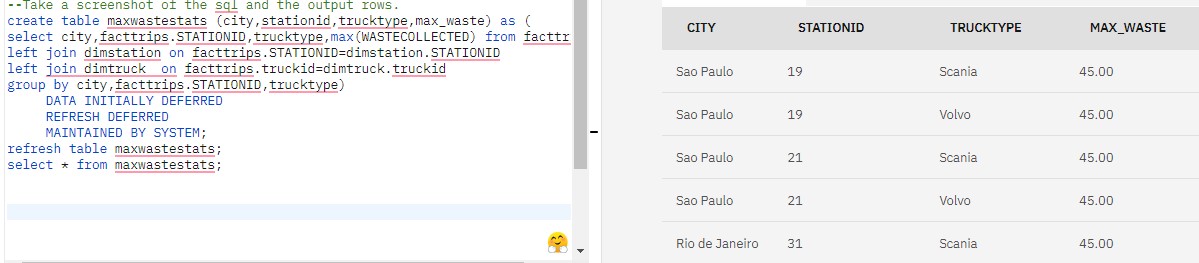 --Take a screenshot of the sql and the output rows.
create table maxwastestats (city,stationid,trucktype,max_waste) as (
select city,facttrips.STATIONID,trucktype,max(WASTECOLLECTED) from facttr
left join dimstation on facttrips.STATIONID=dimstation.STATIONID
left join dimtruck  on facttrips.truckid=dimtruck.truckid
group by city,facttrips.STATIONID,trucktype)
     DATA INITIALLY DEFERRED
     REFRESH DEFERRED
     MAINTAINED BY SYSTEM;
refresh table maxwastestats;
select * from maxwastestats;
CITY STATIONID TRUCKTYPE MAX_WASTE
Sao Paulo 19 Scania 45.00
Sao Paulo 19 Volvo 45.00
Sao Paulo 21 Scania 45.00
Sao Paulo 21 Volvo 45.00
Rio de Janeiro 31 Scania 45.00